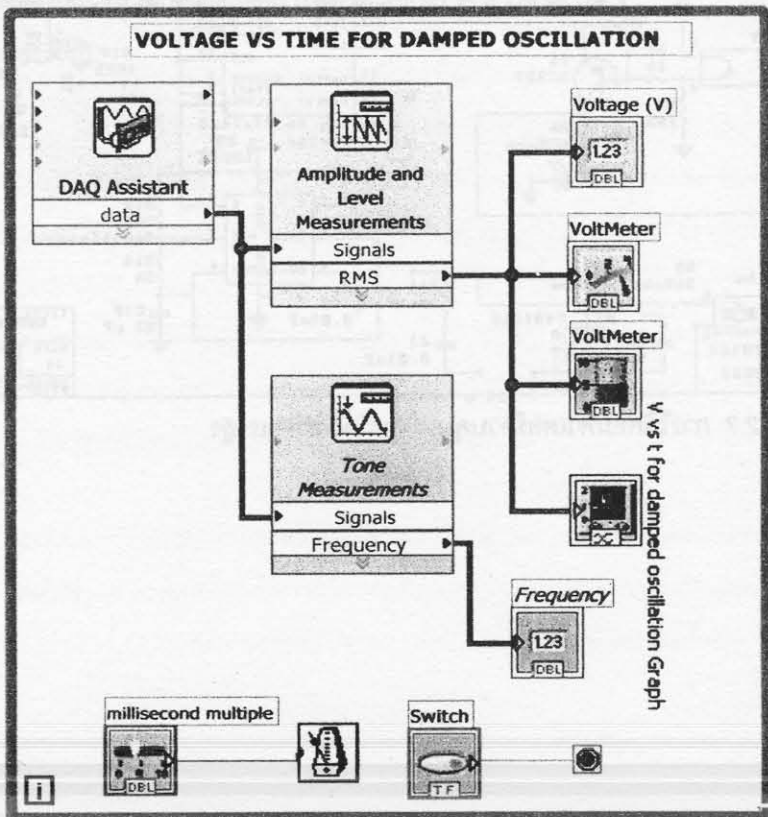 VOLTAGE VS TIME FOR DAMPED OSCILLATION
DAQ Assistant
data
Amplitude and
Level
Measurements
Signals
RMS
Tone
Measurements
Signals
Frequency
Voltage (V)
1.23
DBL
VoltMeter
DBL
VoltMeter
DBL
V vs t for damped oscillation Graph
Frequency
1.23
DBL
millisecond multiple
DBL
Switch
TF
i